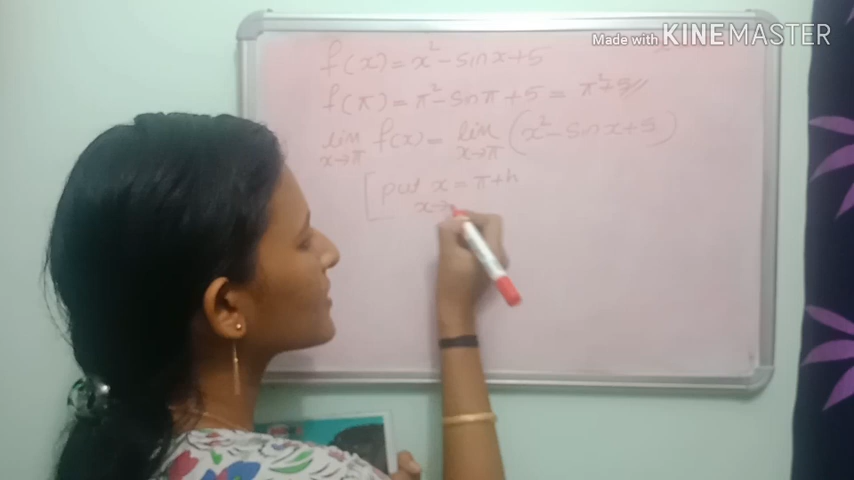 Made with KINEMASTER
f(x) = x² - sin x + 5
f(π) = π² - sin π + 5 = π² + 5 //
lim x→π f(x) = lim x→π (x² - sin x + 5)
[put x = π + h
x →